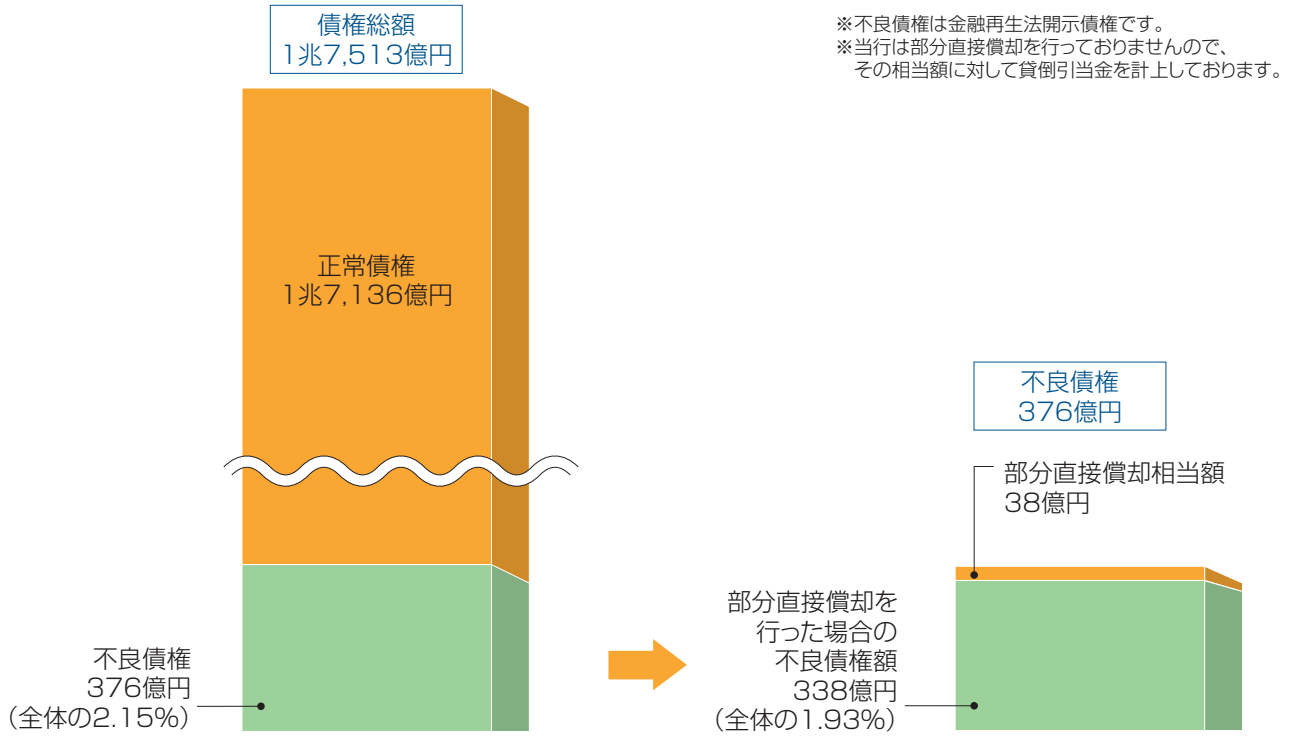 債権総額
1兆7,513億円
※不良債権は金融再生法開示債権です。
※当行は部分直接償却を行っておりませんので、
その相当額に対して貸倒引当金を計上しております。
正常債権
1兆7,136億円
不良債権
376億円
(全体の2.15%)
不良債権
376億円
部分直接償却相当額
38億円
部分直接償却を
行った場合の
不良債権額
338億円
(全体の1.93%)